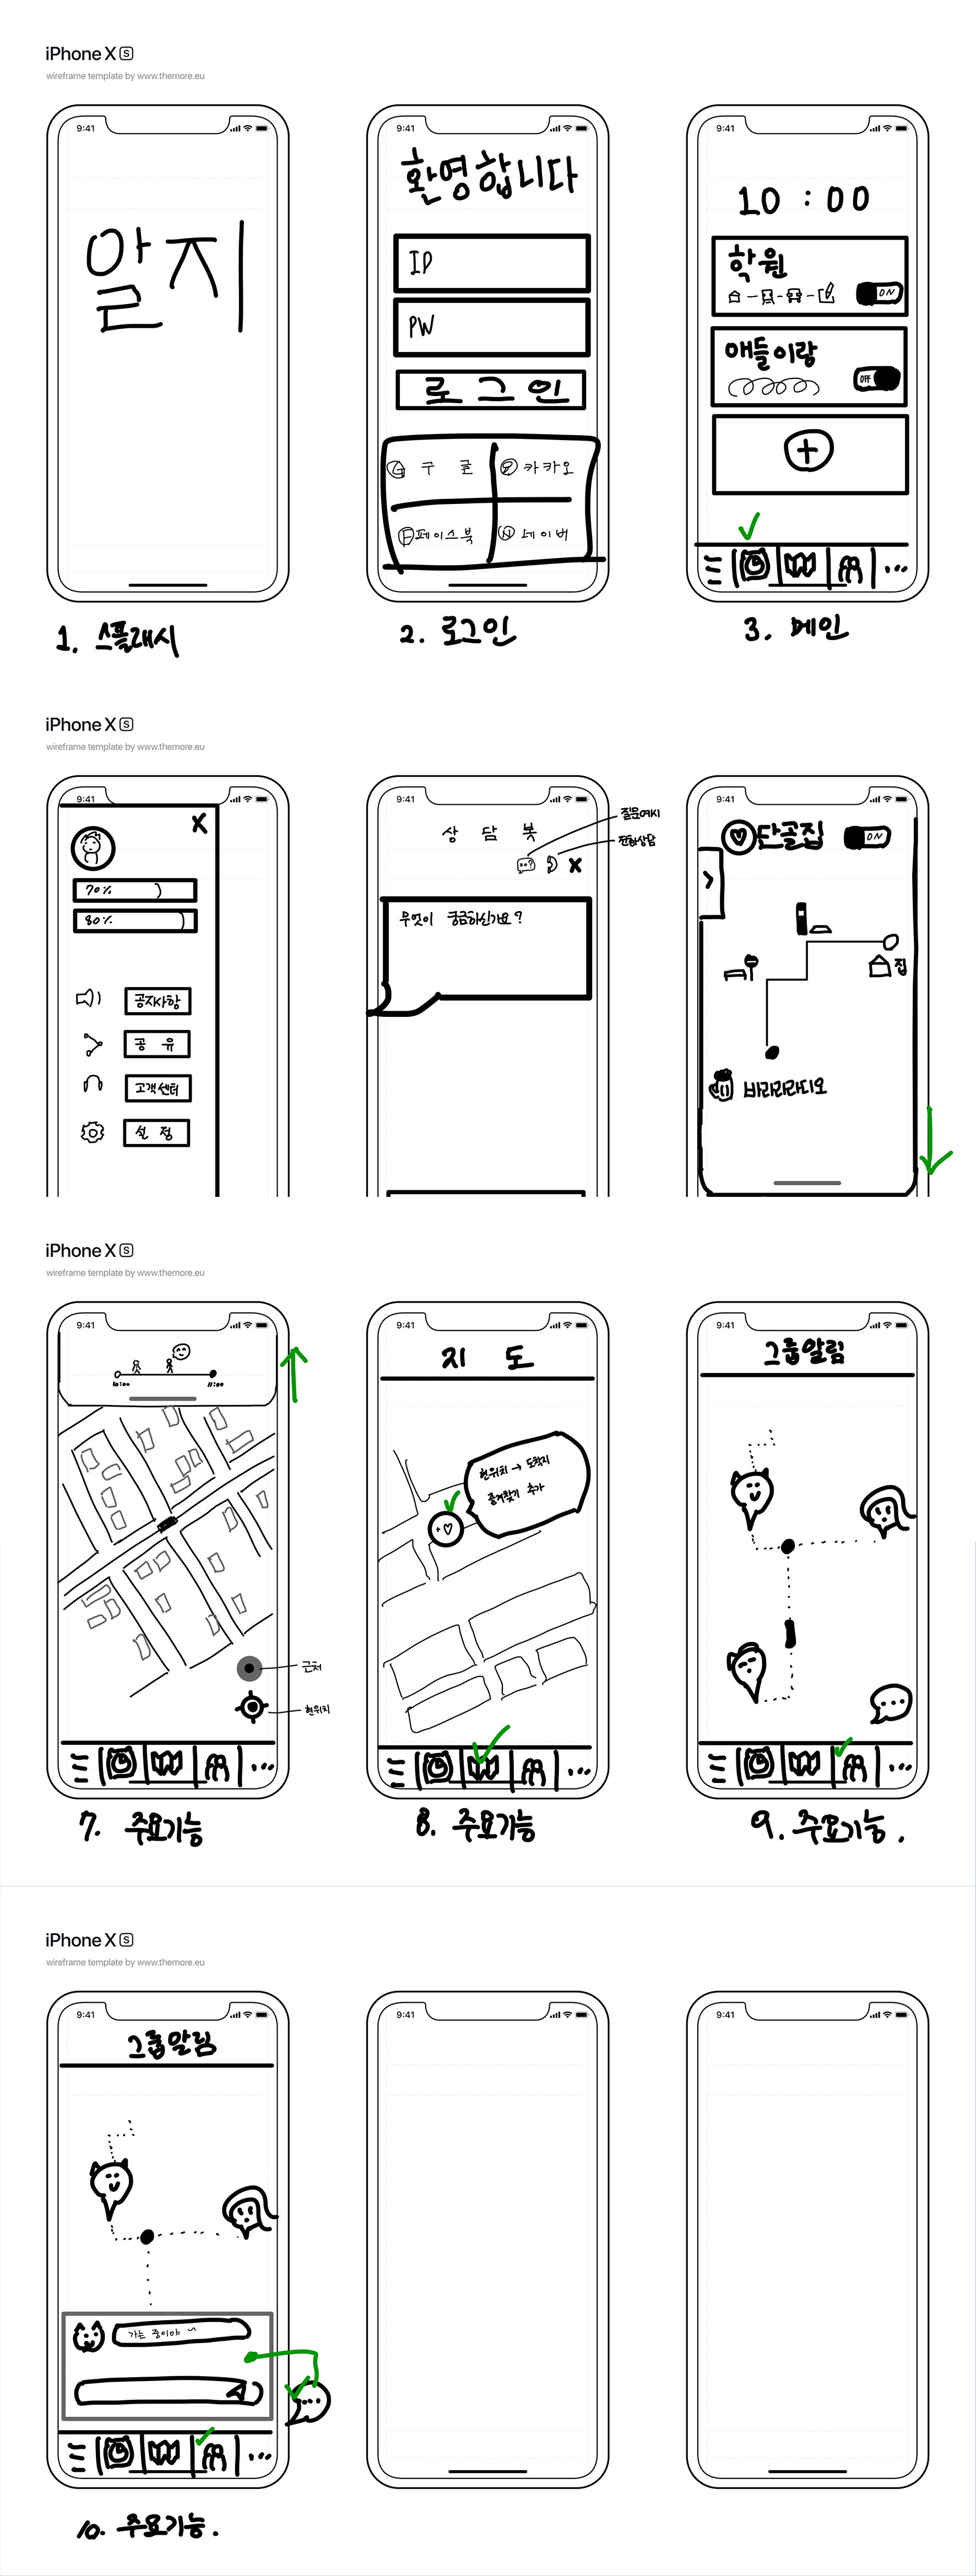 iPhone X S
wireframe template by www.themore.eu
9:41
9:41
9:41
알지
환영합니다
ID
PW
로그인
G 구글
카카오
F 페이스북
N 네이버
10 : 00
학원
ON
애들이랑
OFF
1. 스플래시
2. 로그인
3. 메인
iPhone X S
wireframe template by www.themore.eu
9:41
9:41
9:41
X
70%
80%
공지사항
공유
고객센터
설정
상담봇
질문예시
전화상담
X
무엇이 궁금하신가요?
단골집
ON
집
바라라라디오
iPhone X S
wireframe template by www.themore.eu
9:41
9:41
9:41
10:00
11:00
근처
현위치
지도
현위치 → 도착지
즐겨찾기 추가
그룹알림
7. 주요기능
8. 주요기능
9. 주요기능.
iPhone X S
wireframe template by www.themore.eu
9:41
9:41
9:41
그룹알림
가는 중이야 ~
10. 주요기능.